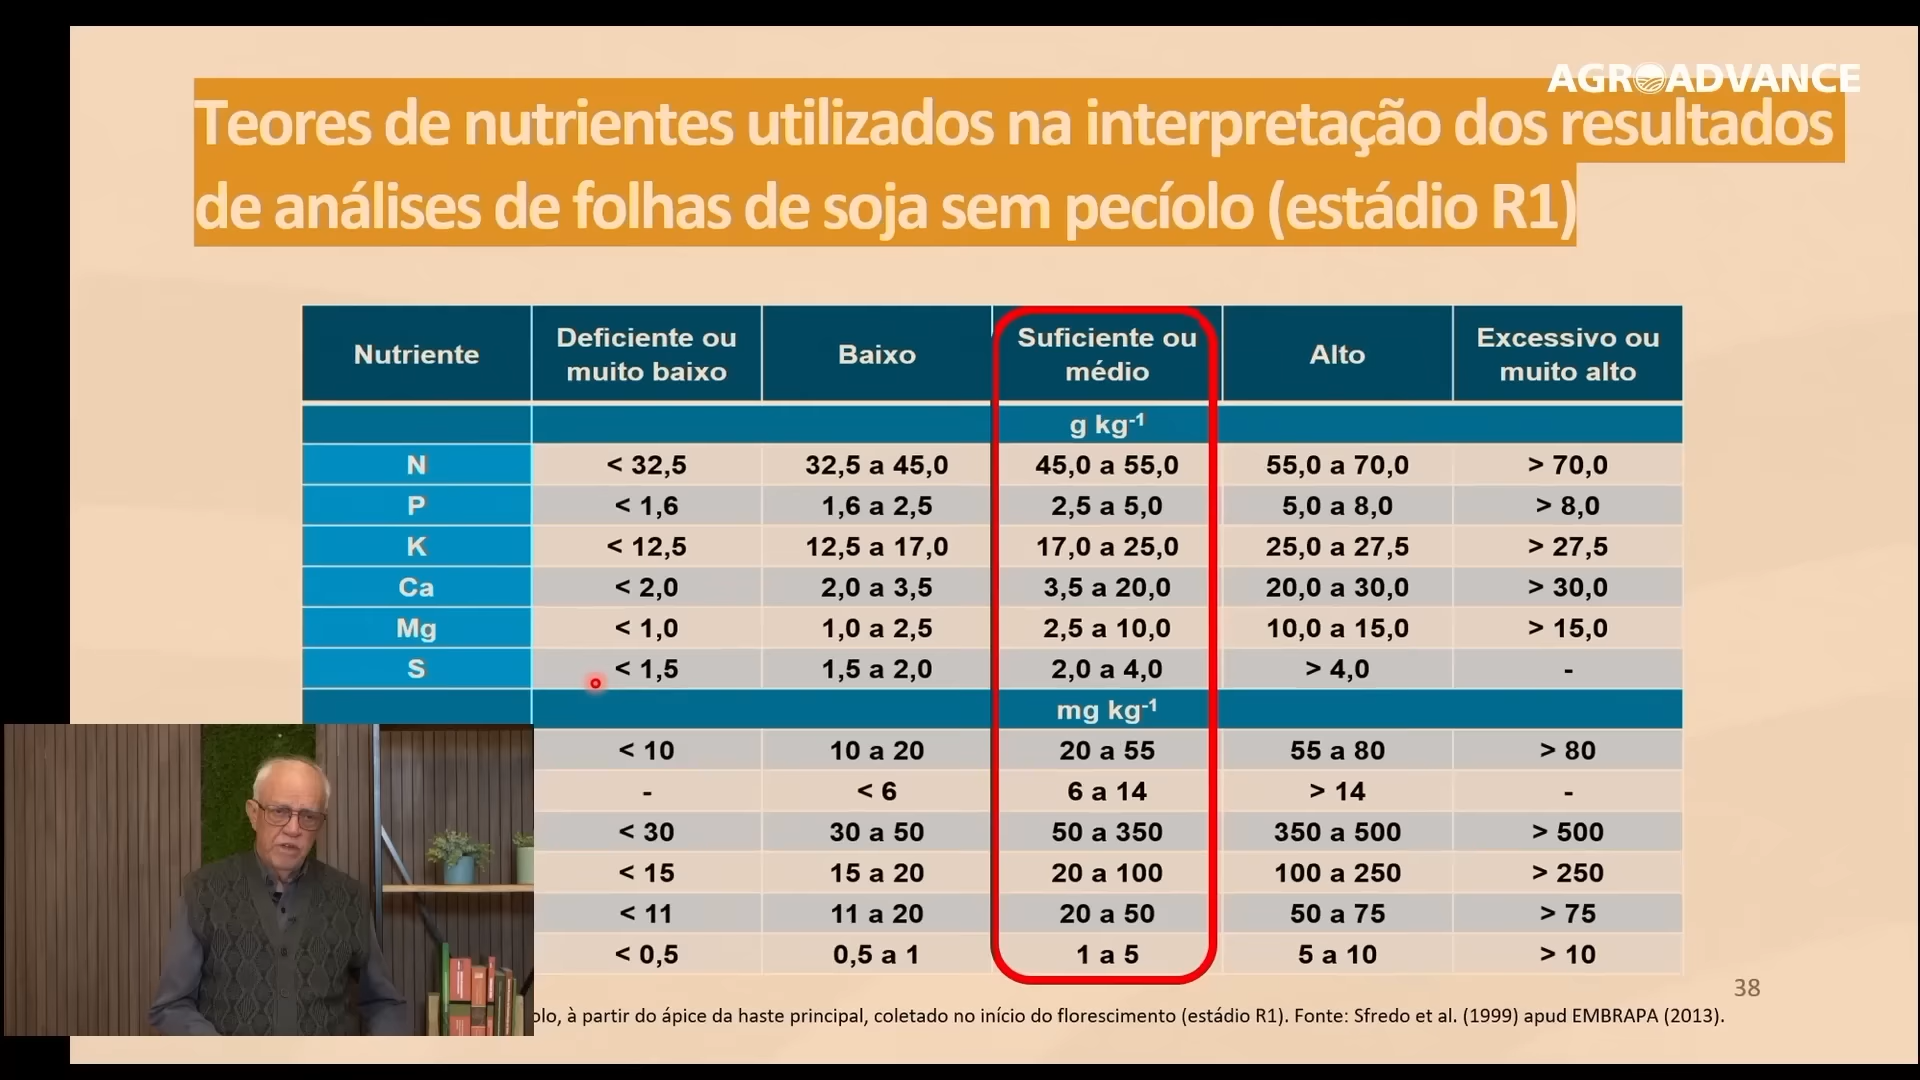 AGROADVANCE
Teores de nutrientes utilizados na interpretação dos resultados
de análises de folhas de soja sem pecíolo (estádio R1)
Nutriente Deficiente ou muito baixo Baixo Suficiente ou médio Alto Excessivo ou muito alto
g kg-1
N < 32,5 32,5 a 45,0 45,0 a 55,0 55,0 a 70,0 > 70,0
P < 1,6 1,6 a 2,5 2,5 a 5,0 5,0 a 8,0 > 8,0
K < 12,5 12,5 a 17,0 17,0 a 25,0 25,0 a 27,5 > 27,5
Ca < 2,0 2,0 a 3,5 3,5 a 20,0 20,0 a 30,0 > 30,0
Mg < 1,0 1,0 a 2,5 2,5 a 10,0 10,0 a 15,0 > 15,0
S < 1,5 1,5 a 2,0 2,0 a 4,0 > 4,0 -
mg kg-1
< 10 10 a 20 20 a 55 55 a 80 > 80
- < 6 6 a 14 > 14 -
< 30 30 a 50 50 a 350 350 a 500 > 500
< 15 15 a 20 20 a 100 100 a 250 > 250
< 11 11 a 20 20 a 50 50 a 75 > 75
< 0,5 0,5 a 1 1 a 5 5 a 10 > 10
38
olo, à partir do ápice da haste principal, coletado no início do florescimento (estádio R1). Fonte: Sfredo et al. (1999) apud EMBRAPA (2013).